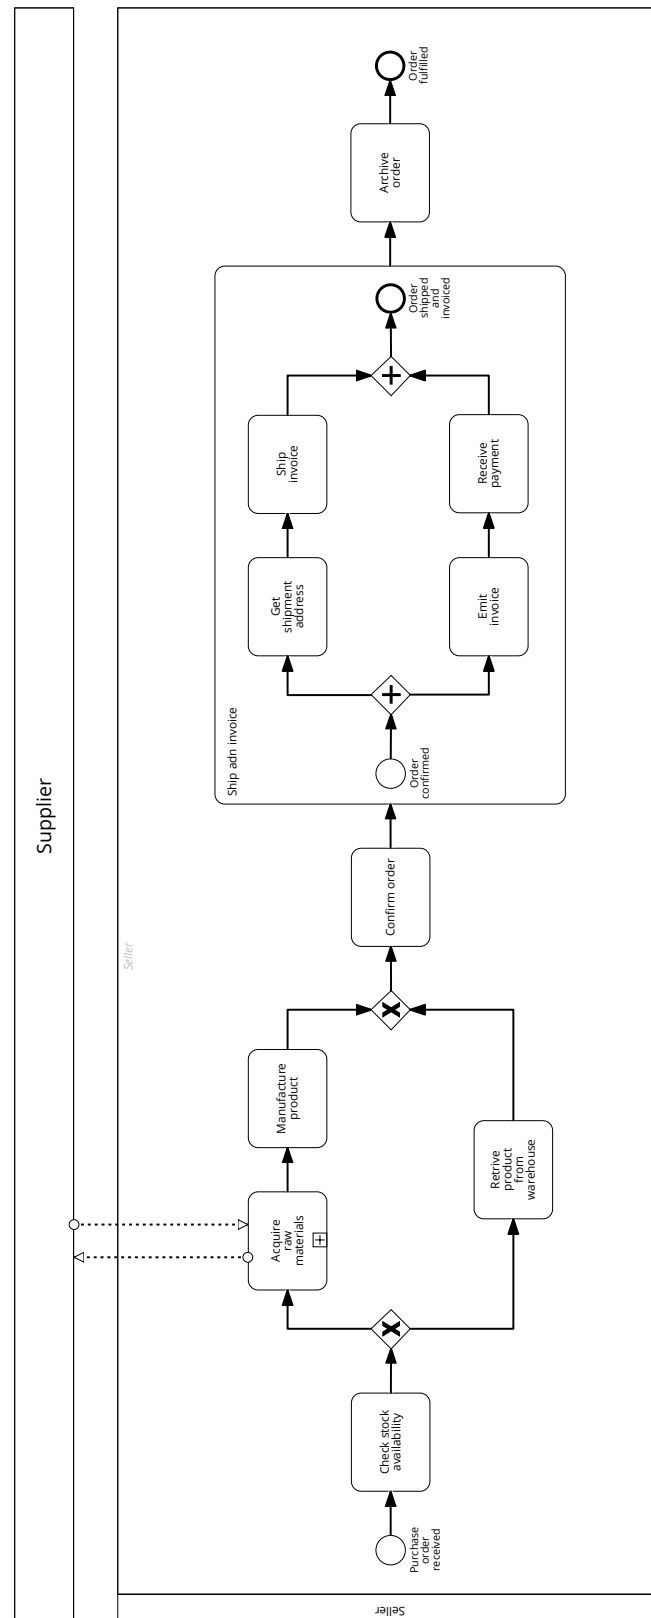 Supplier
Seller
Seller
Purchase
order
received
Check stock
availability
Acquire
raw
materials
Manufacture
product
Retrive
product
from
warehouse
Confirm order
Ship adn invoice
Order
confirmed
Get
shipment
address
Ship
invoice
Emit
invoice
Receive
payment
Order
shipped
and
invoiced
Archive
order
Order
fulfilled